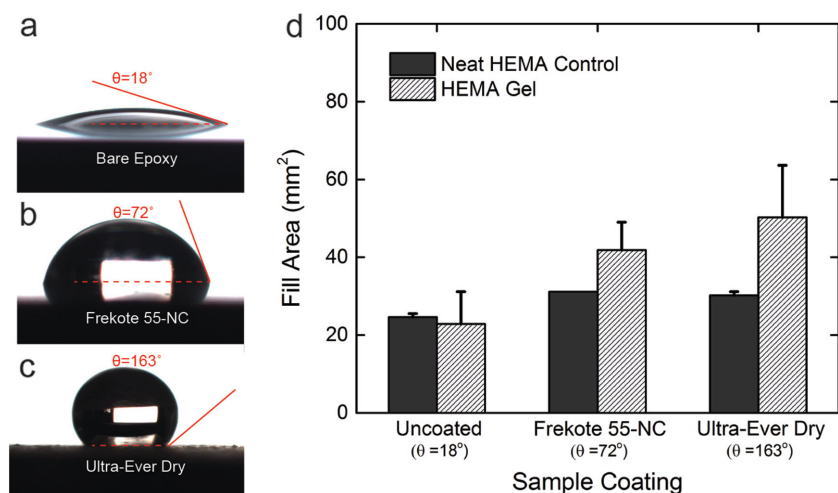 a
θ=18°
Bare Epoxy
b
θ=72°
Frekote 55-NC
c
θ=163°
Ultra-Ever Dry
d
100
80
60
40
20
0
Fill Area (mm²)
Neat HEMA Control
HEMA Gel
Uncoated
(θ =18°)
Frekote 55-NC
(θ =72°)
Ultra-Ever Dry
(θ =163°)
Sample Coating